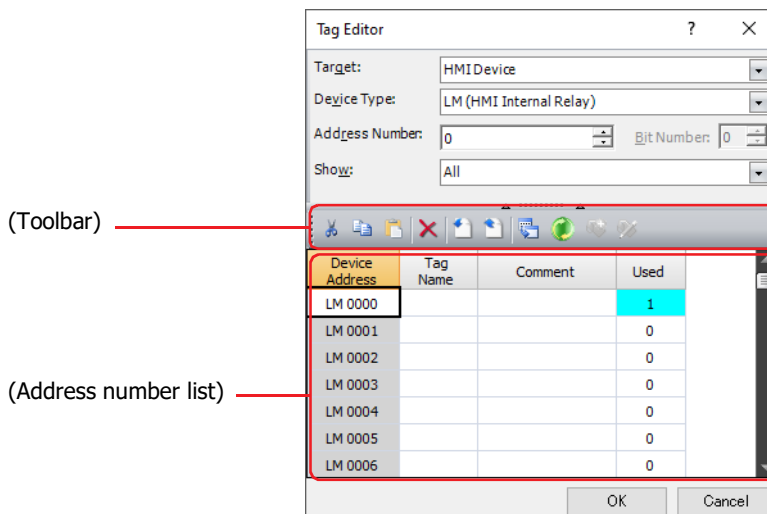 Tag Editor ? ×
Target: HMI Device
Device Type: LM (HMI Internal Relay)
Address Number: 0 Bit Number: 0
Show: All
(Toolbar)
Device Address Tag Name Comment Used
LM 0000 1
LM 0001 0
LM 0002 0
(Address number list)
LM 0003 0
LM 0004 0
LM 0005 0
LM 0006 0
OK Cancel